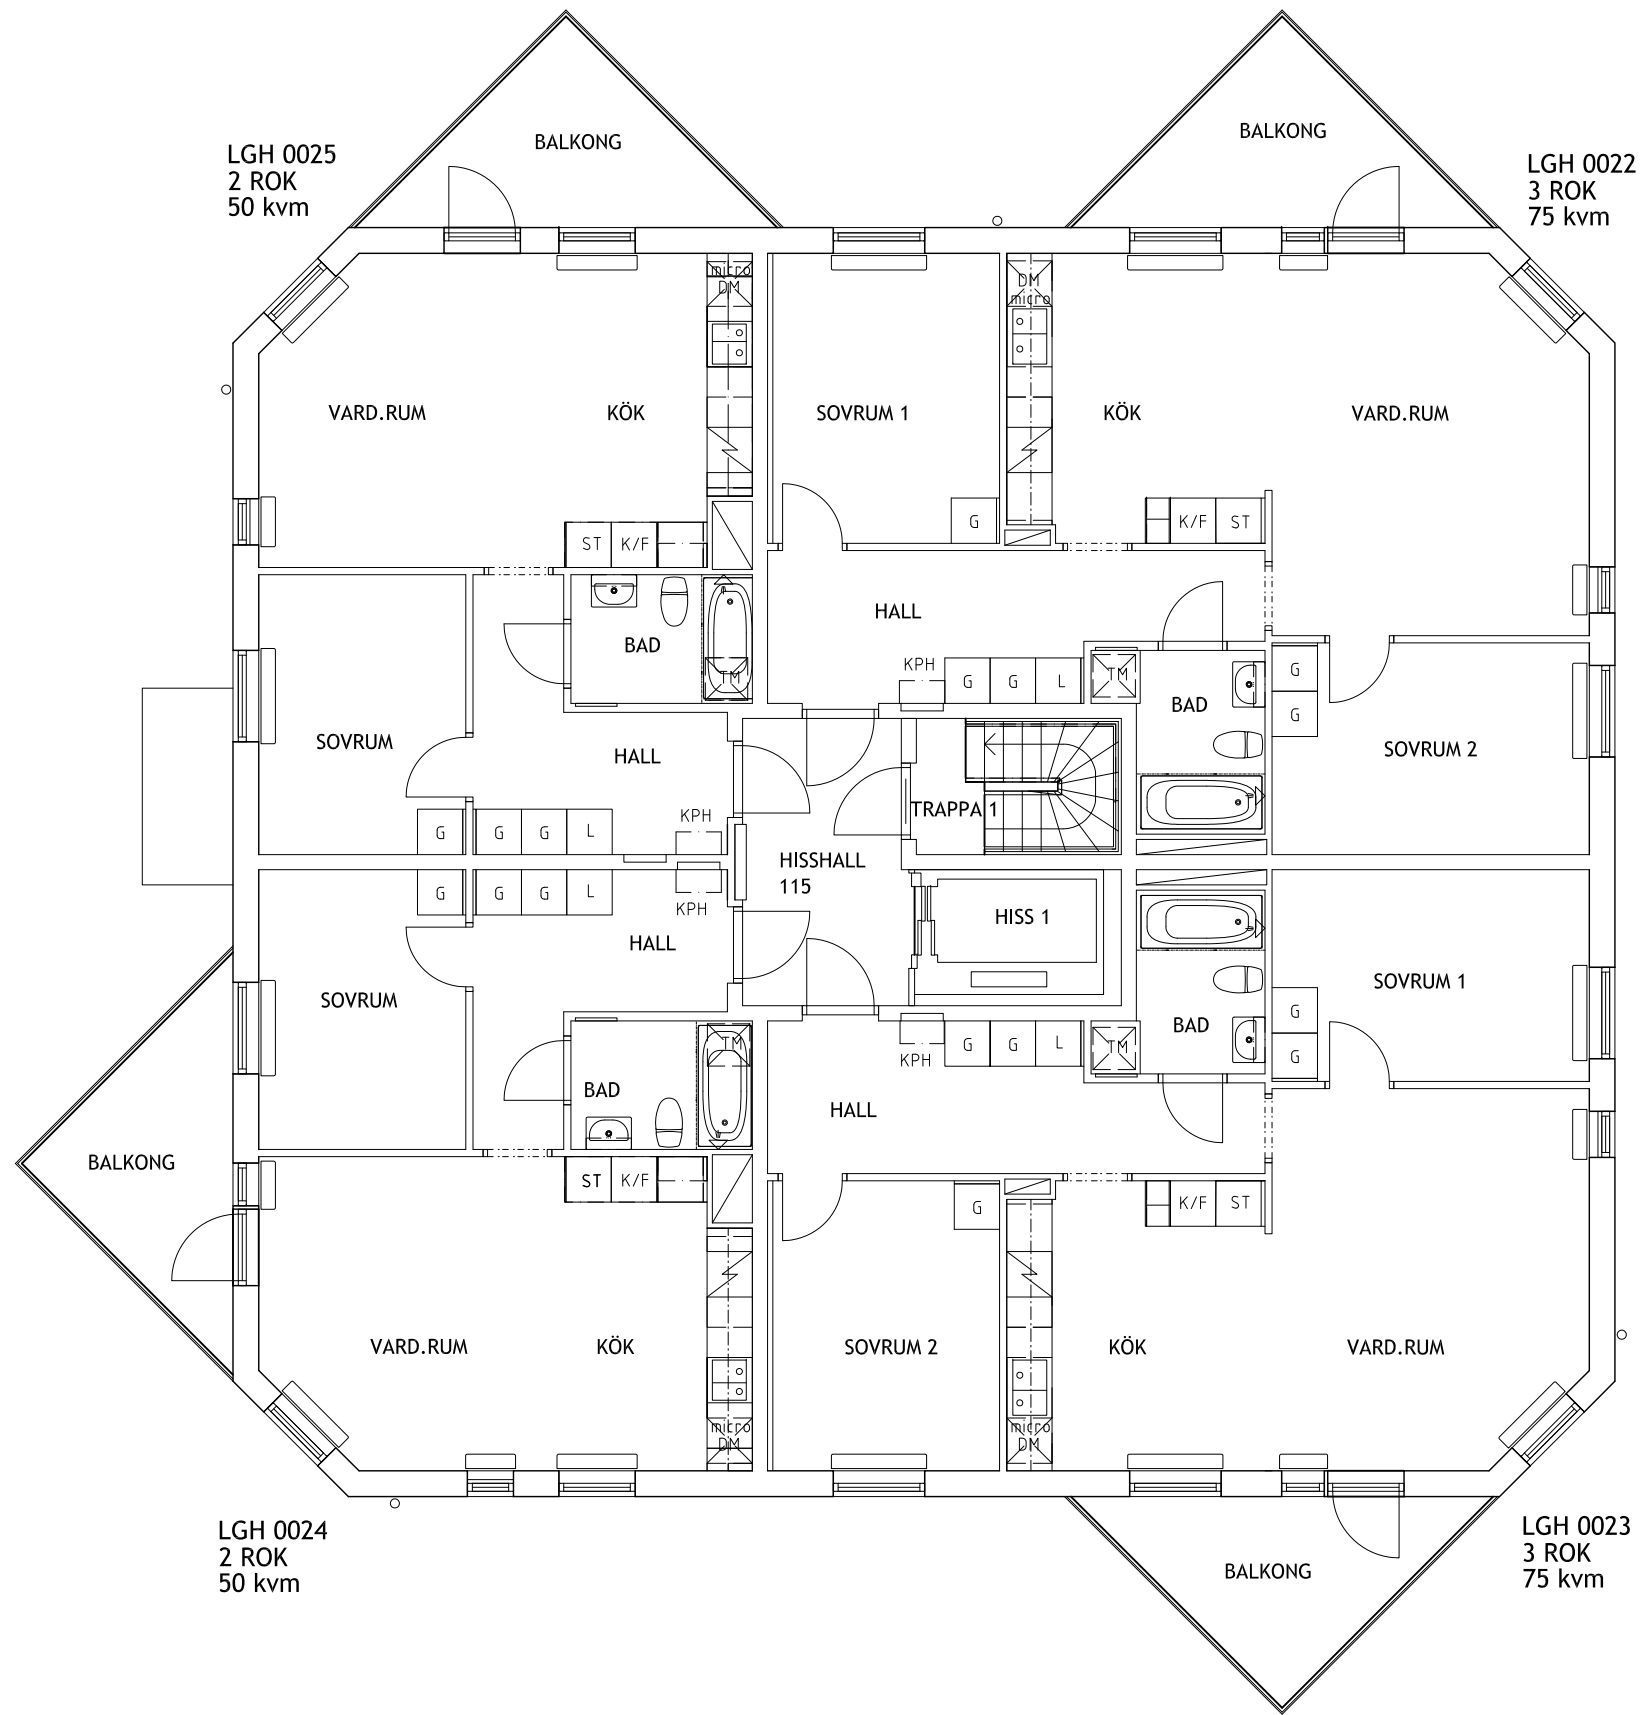 BALKONG
BALKONG
LGH 0025
2 ROK
50 kvm
LGH 0022
3 ROK
75 kvm
micro
DM
DM
micro
VARD.RUM
KÖK
SOVRUM 1
KÖK
VARD.RUM
G
K/F
ST
ST
K/F
HALL
BAD
KPH
G
G
L
TM
G
TM
BAD
G
SOVRUM
HALL
SOVRUM 2
TRAPPA 1
KPH
G
G
G
L
HISSHALL
115
G
G
G
L
KPH
HISS 1
HALL
SOVRUM
SOVRUM 1
G
BAD
TM
G
G
L
TM
G
KPH
BAD
HALL
BALKONG
ST
K/F
G
K/F
ST
VARD.RUM
KÖK
SOVRUM 2
KÖK
VARD.RUM
micro
DM
micro
DM
LGH 0024
2 ROK
50 kvm
LGH 0023
3 ROK
75 kvm
BALKONG